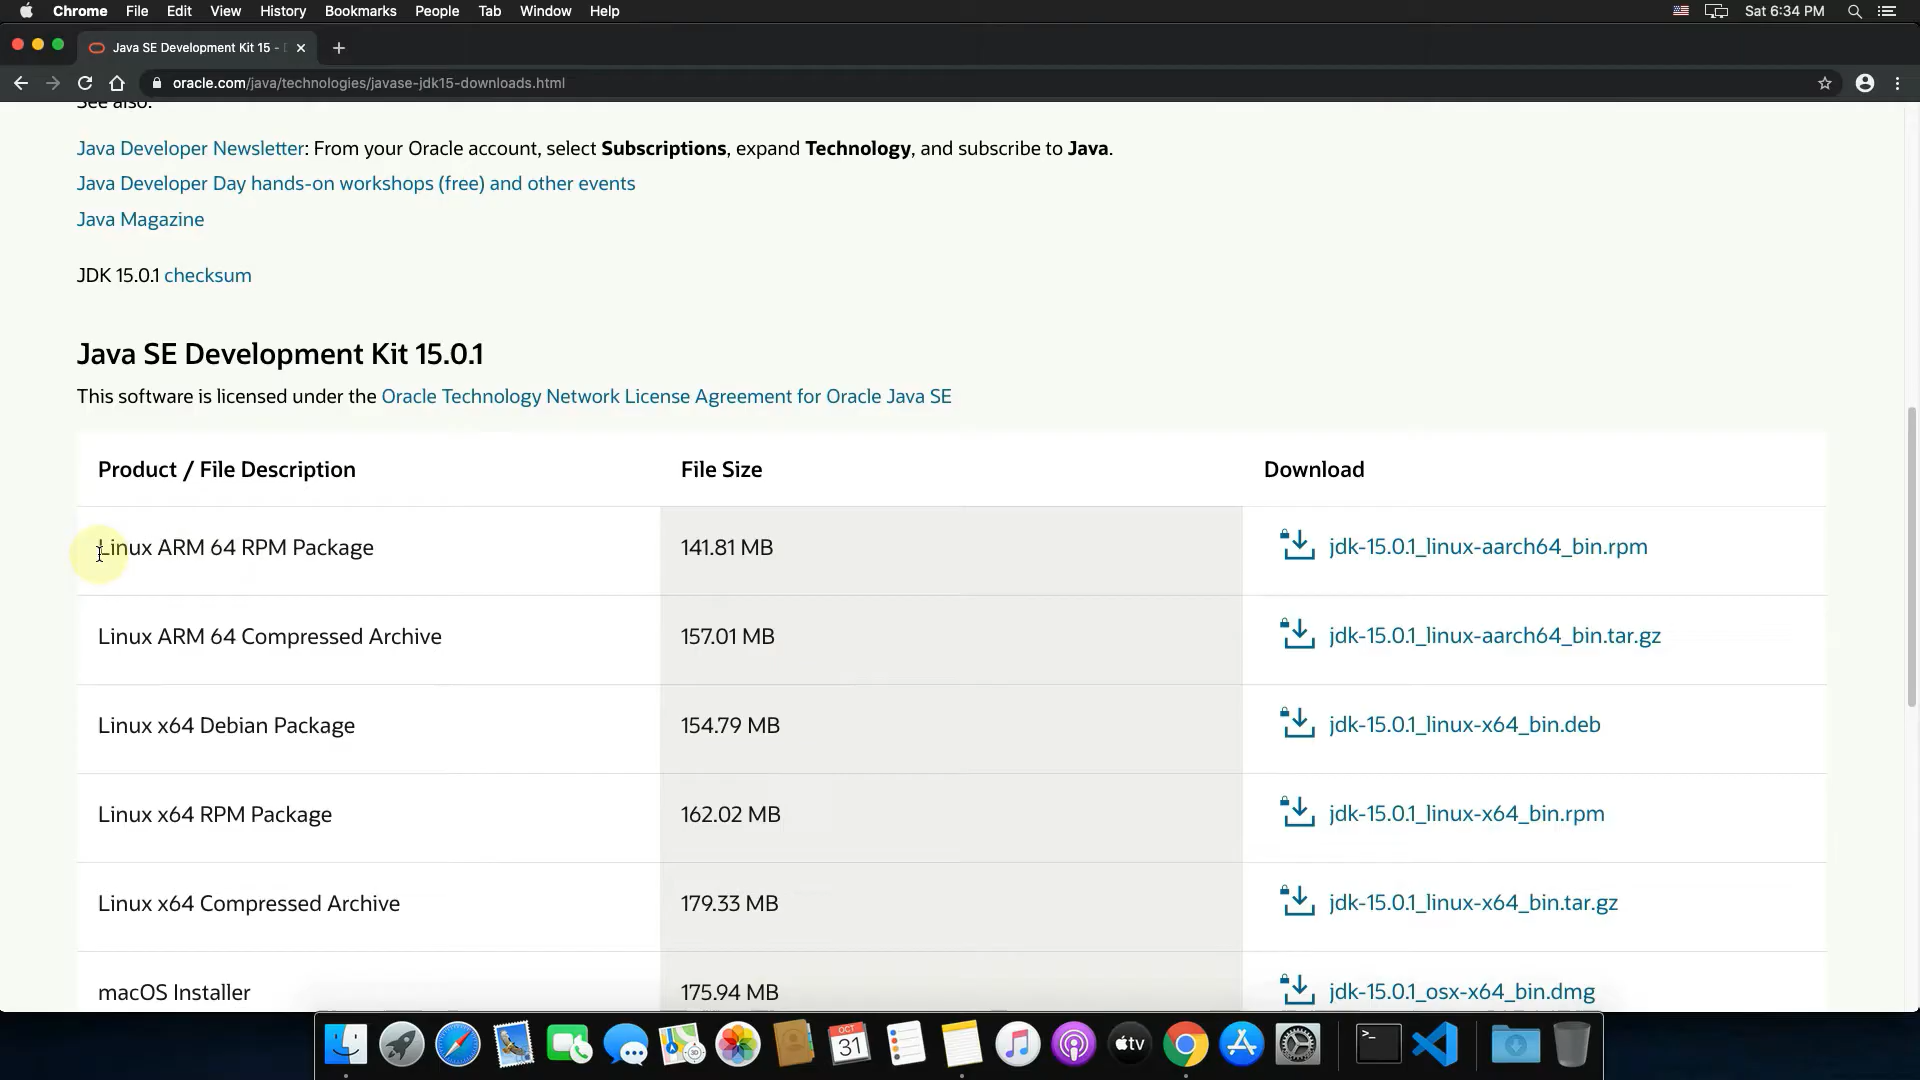 Chrome File Edit View History Bookmarks People Tab Window Help Sat 6:34 PM
Java SE Development Kit 15 -
oracle.com/java/technologies/javase-jdk15-downloads.html
See also:
Java Developer Newsletter: From your Oracle account, select Subscriptions, expand Technology, and subscribe to Java.
Java Developer Day hands-on workshops (free) and other events
Java Magazine
JDK 15.0.1 checksum
Java SE Development Kit 15.0.1
This software is licensed under the Oracle Technology Network License Agreement for Oracle Java SE
Product / File Description File Size Download
Linux ARM 64 RPM Package 141.81 MB jdk-15.0.1_linux-aarch64_bin.rpm
Linux ARM 64 Compressed Archive 157.01 MB jdk-15.0.1_linux-aarch64_bin.tar.gz
Linux x64 Debian Package 154.79 MB jdk-15.0.1_linux-x64_bin.deb
Linux x64 RPM Package 162.02 MB jdk-15.0.1_linux-x64_bin.rpm
Linux x64 Compressed Archive 179.33 MB jdk-15.0.1_linux-x64_bin.tar.gz
macOS Installer 175.94 MB jdk-15.0.1_osx-x64_bin.dmg
OCT
31
tv